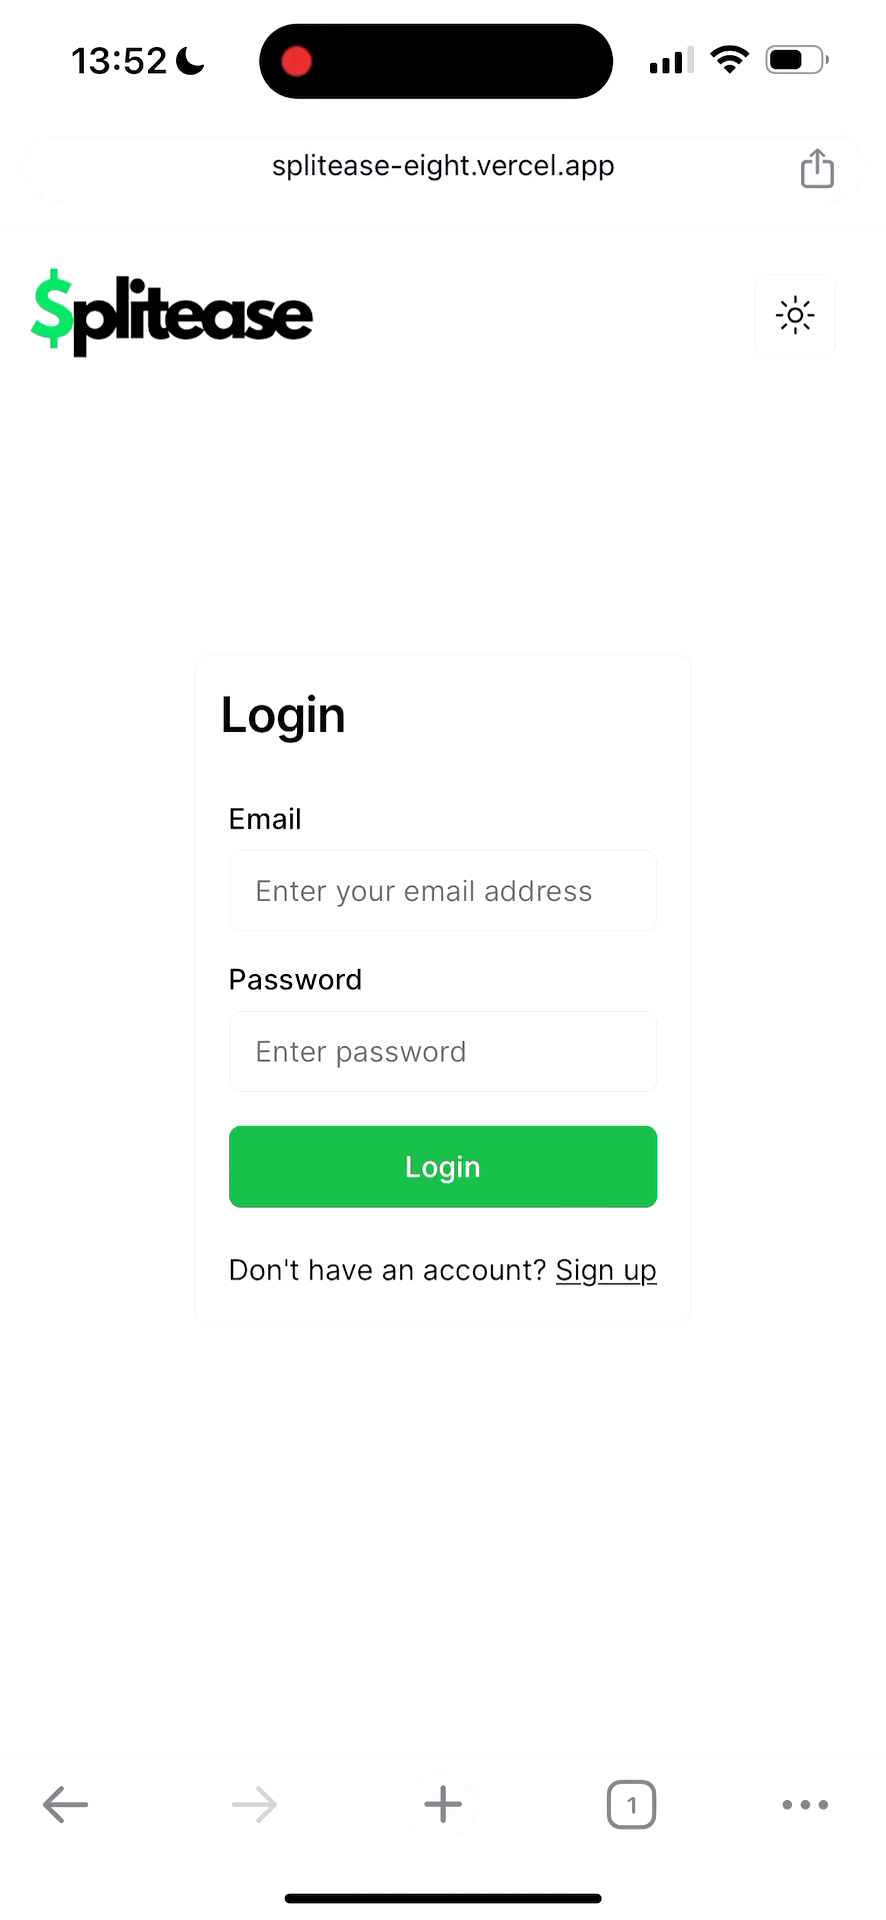 13:52
splitease-eight.vercel.app
$plitease
Login
Email
Enter your email address
Password
Enter password
Login
Don't have an account? Sign up
1